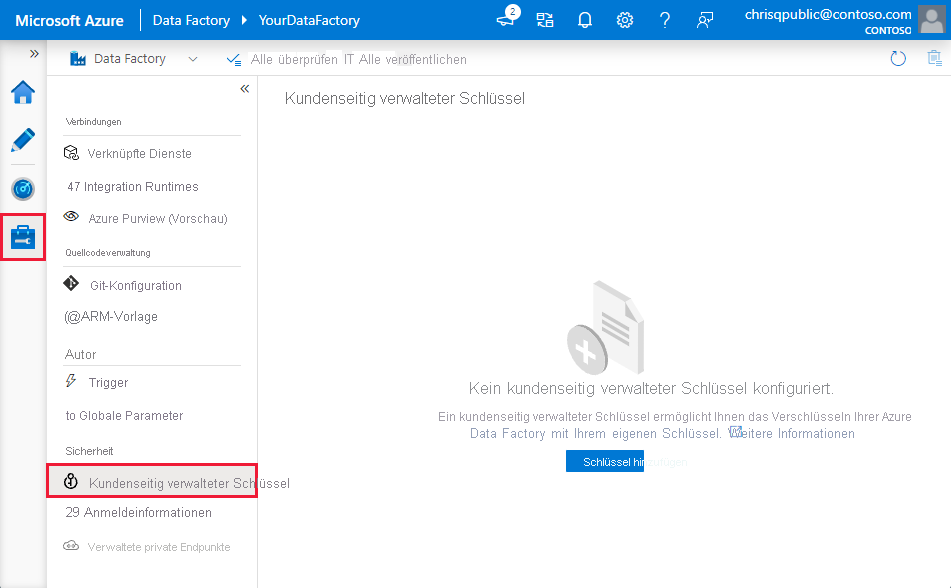 Microsoft Azure Data Factory YourDataFactory 2 chrisqpublic@contoso.com
CONTOSO
Data Factory Alle überprüfen IT Alle veröffentlichen
Kundenseitig verwalteter Schlüssel
Verbindungen
Verknüpfte Dienste
47 Integration Runtimes
Azure Purview (Vorschau)
Quellcodeverwaltung
Git-Konfiguration
(@ARM-Vorlage
Autor
Trigger
to Globale Parameter
Sicherheit
Kundenseitig verwalteter Schlüssel
29 Anmeldeinformationen
Verwaltete private Endpunkte
Kein kundenseitig verwalteter Schlüssel konfiguriert.
Ein kundenseitig verwalteter Schlüssel ermöglicht Ihnen das Verschlüsseln Ihrer Azure
Data Factory mit Ihrem eigenen Schlüssel. Weitere Informationen
Schlüssel hinzufügen